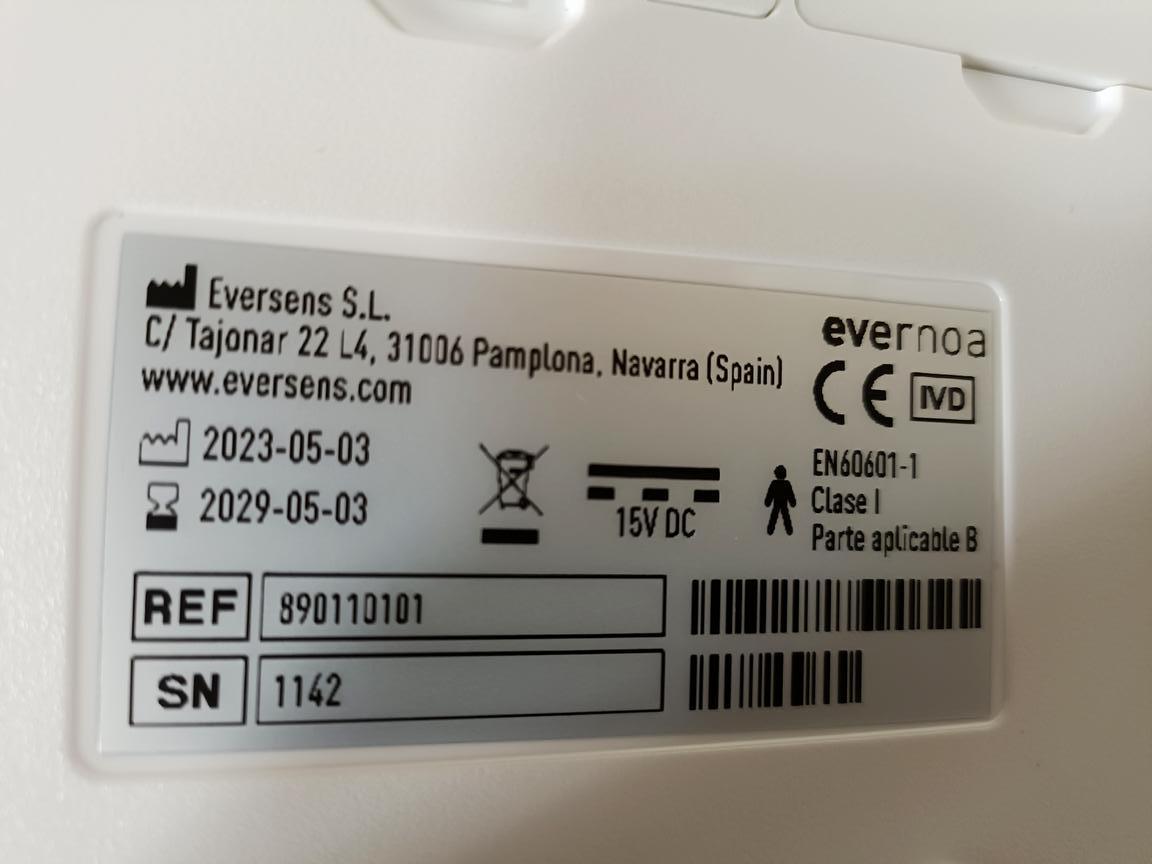 Eversens S.L.
C/ Tajonar 22 L4, 31006 Pamplona, Navarra (Spain)
www.eversens.com
evernoa
CE IVD
2023-05-03
2029-05-03
15V DC
EN60601-1
Clase I
Parte aplicable B
REF 890110101
SN 1142